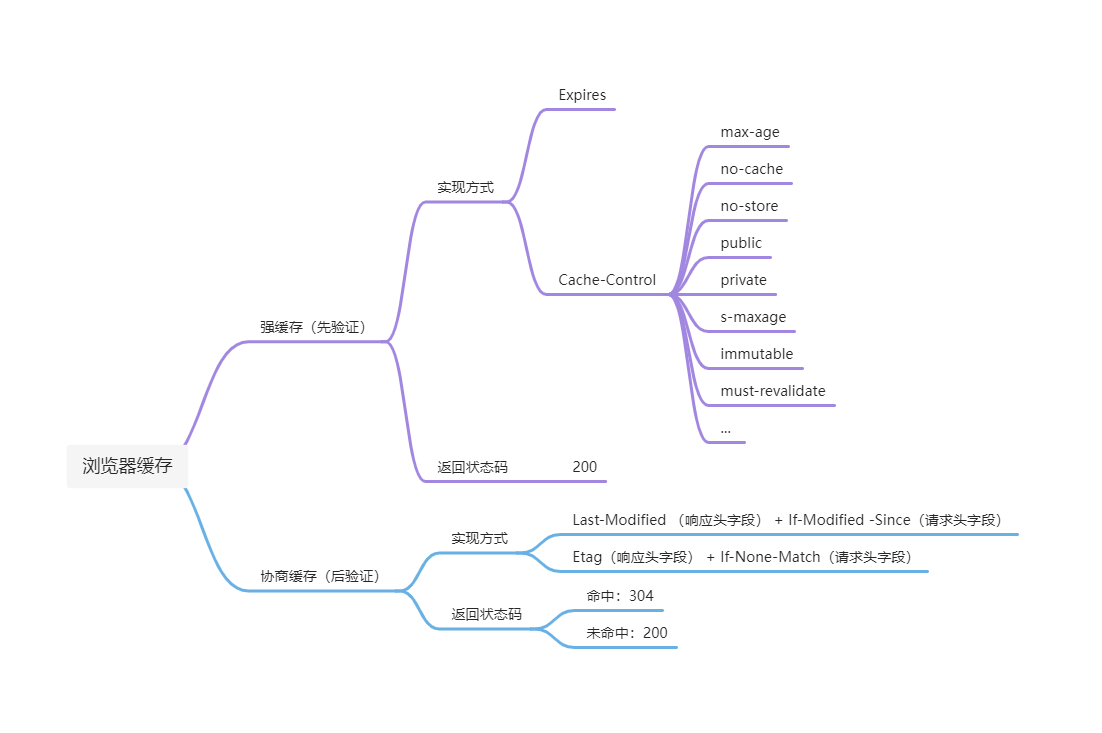 浏览器缓存
强缓存（先验证）
实现方式
Expires
Cache-Control
max-age
no-cache
no-store
public
private
s-maxage
immutable
must-revalidate
...
返回状态码 200
协商缓存（后验证）
实现方式
Last-Modified （响应头字段） + If-Modified -Since（请求头字段）
Etag（响应头字段） + If-None-Match（请求头字段）
返回状态码
命中：304
未命中：200